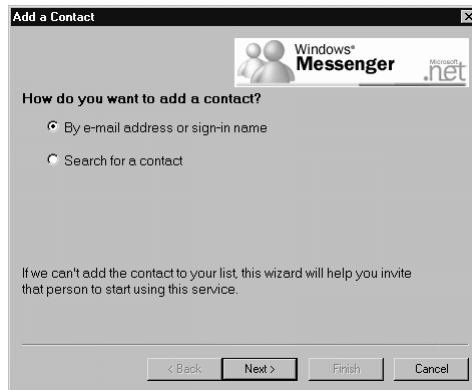 Add a Contact
Windows®
Messenger
Microsoft
.net
How do you want to add a contact?
By e-mail address or sign-in name
Search for a contact
If we can't add the contact to your list, this wizard will help you invite
that person to start using this service.
< Back Next > Finish Cancel